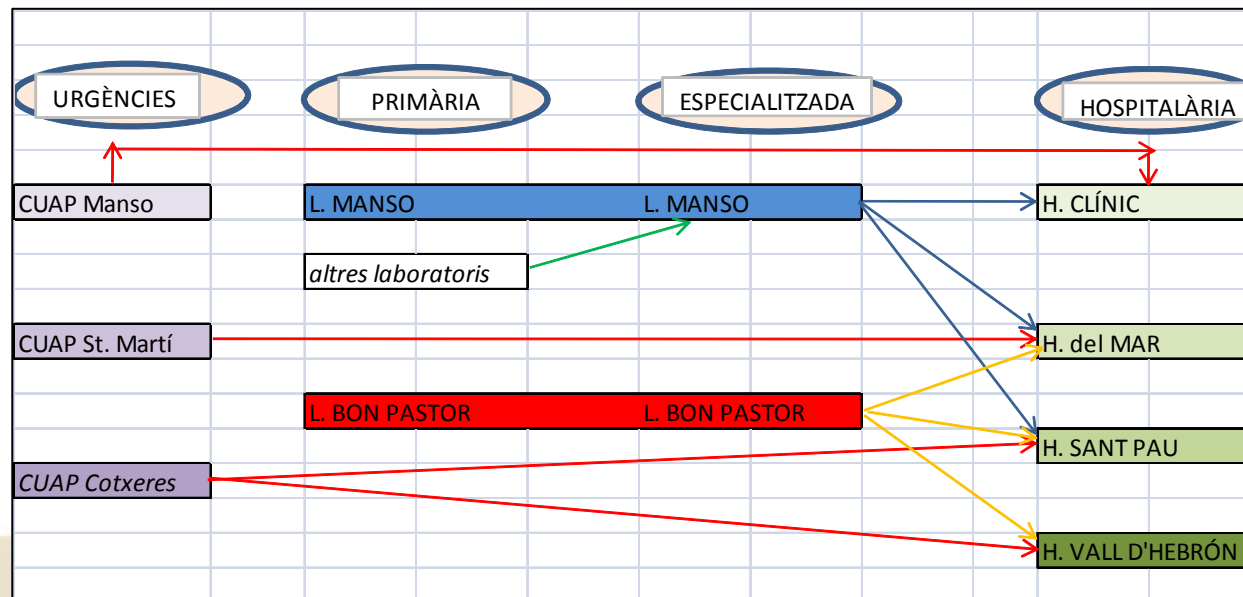 URGÈNCIES
PRIMÀRIA
ESPECIALITZADA
HOSPITALÀRIA
CUAP Manso
L. MANSO
L. MANSO
H. CLÍNIC
altres laboratoris
CUAP St. Martí
H. del MAR
L. BON PASTOR
L. BON PASTOR
H. SANT PAU
CUAP Cotxeres
H. VALL D'HEBRÓN